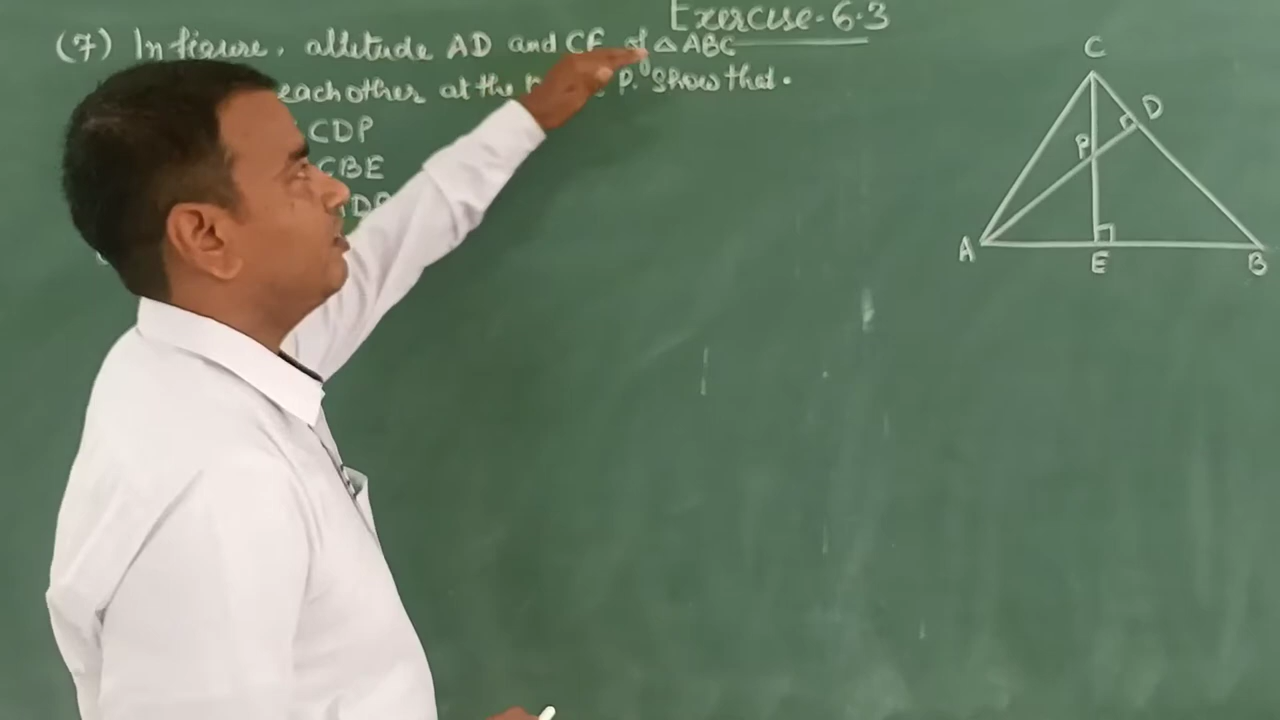 Exercise-6.3
(7) In figure, altitude AD and CE of △ABC
each other at the P. Show that.
CDP
CBE
C
D
P
A
E
B